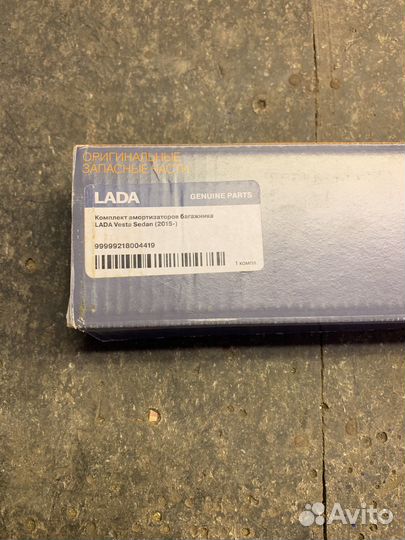 ОРИГИНАЛЬНЫЕ
ЗАПАСНЫЕ ЧАСТИ
LADA GENUINE PARTS
Комплект амортизаторов багажника
LADA Vesta Sedan (2015-)
99999218004419
1 компл.
Avito